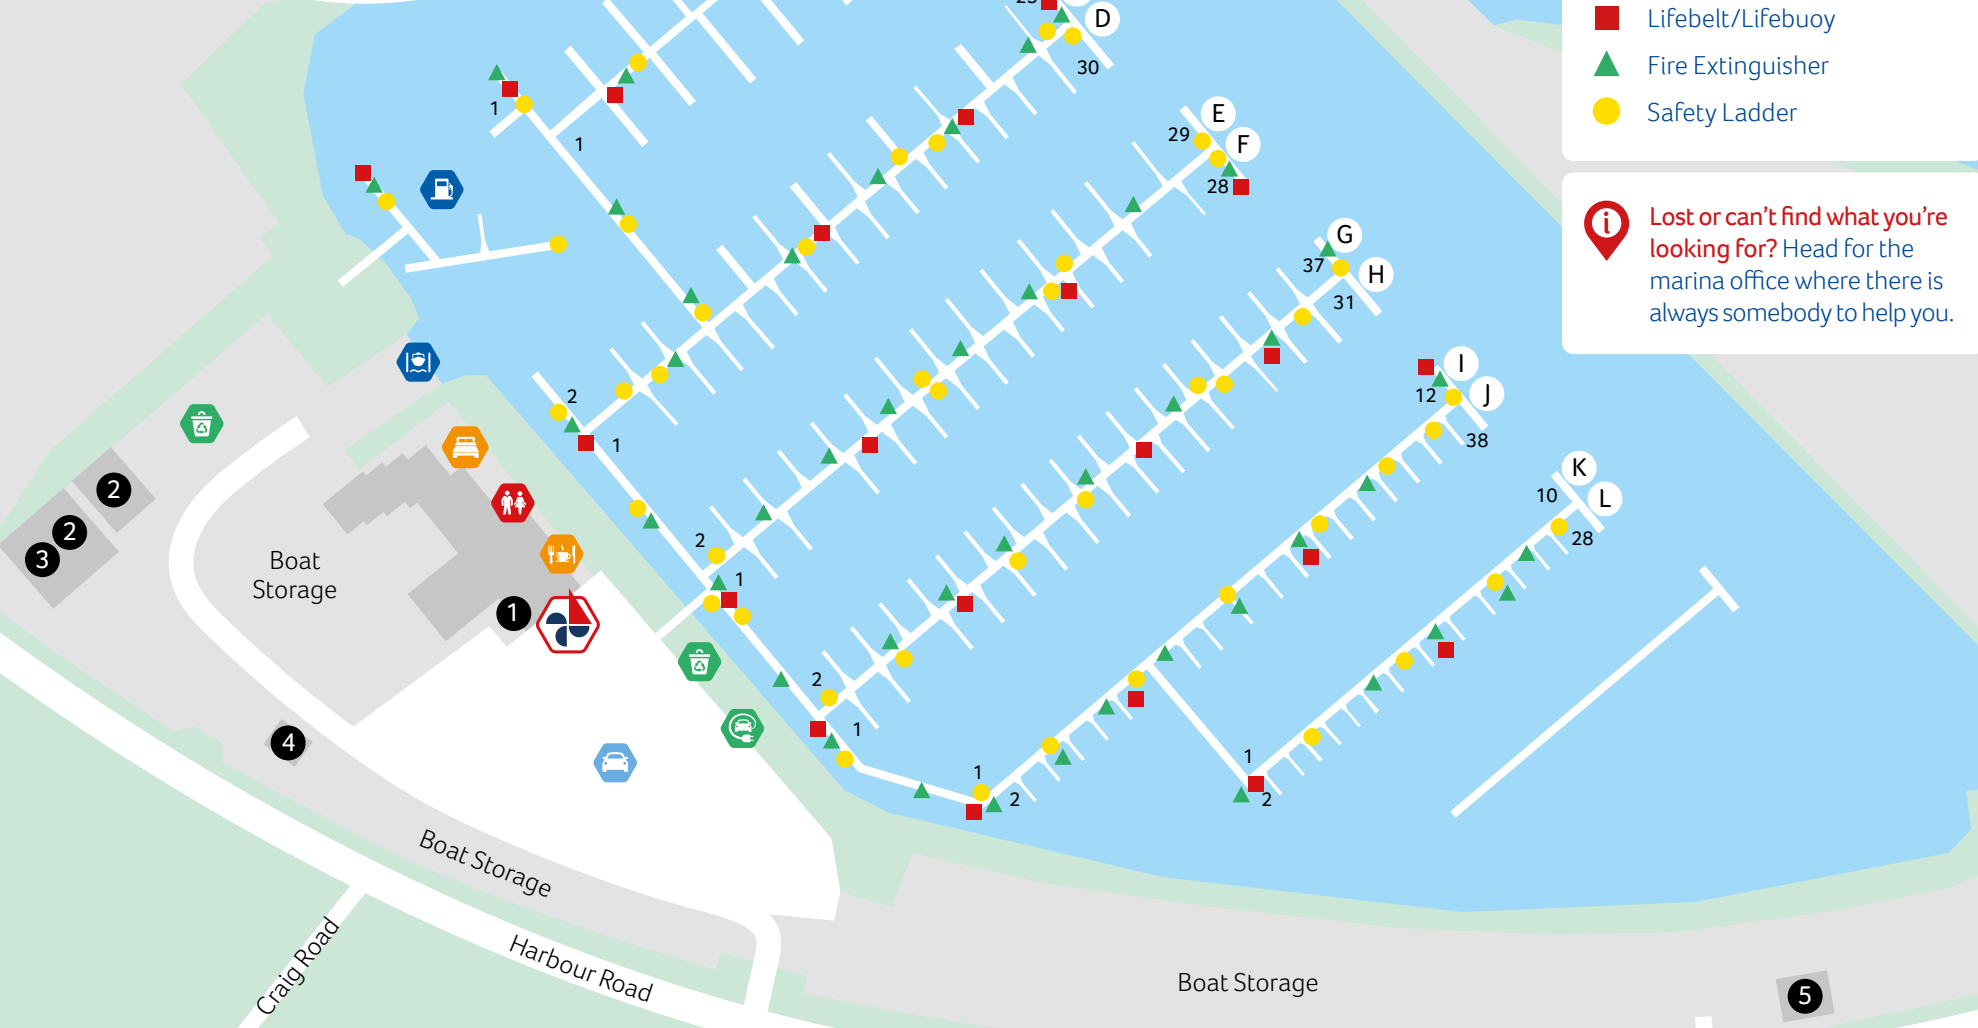 Lifebelt/Lifebuoy
Fire Extinguisher
Safety Ladder
Lost or can't find what you're
looking for? Head for the
marina office where there is
always somebody to help you.
D
30
1
1
E
29
F
28
G
37
H
31
I
12
J
38
K
10
L
28
2
1
2
1
2
1
1
2
1
2
2
2
3
1
4
5
Boat
Storage
Boat Storage
Harbour Road
Craig Road
Boat Storage